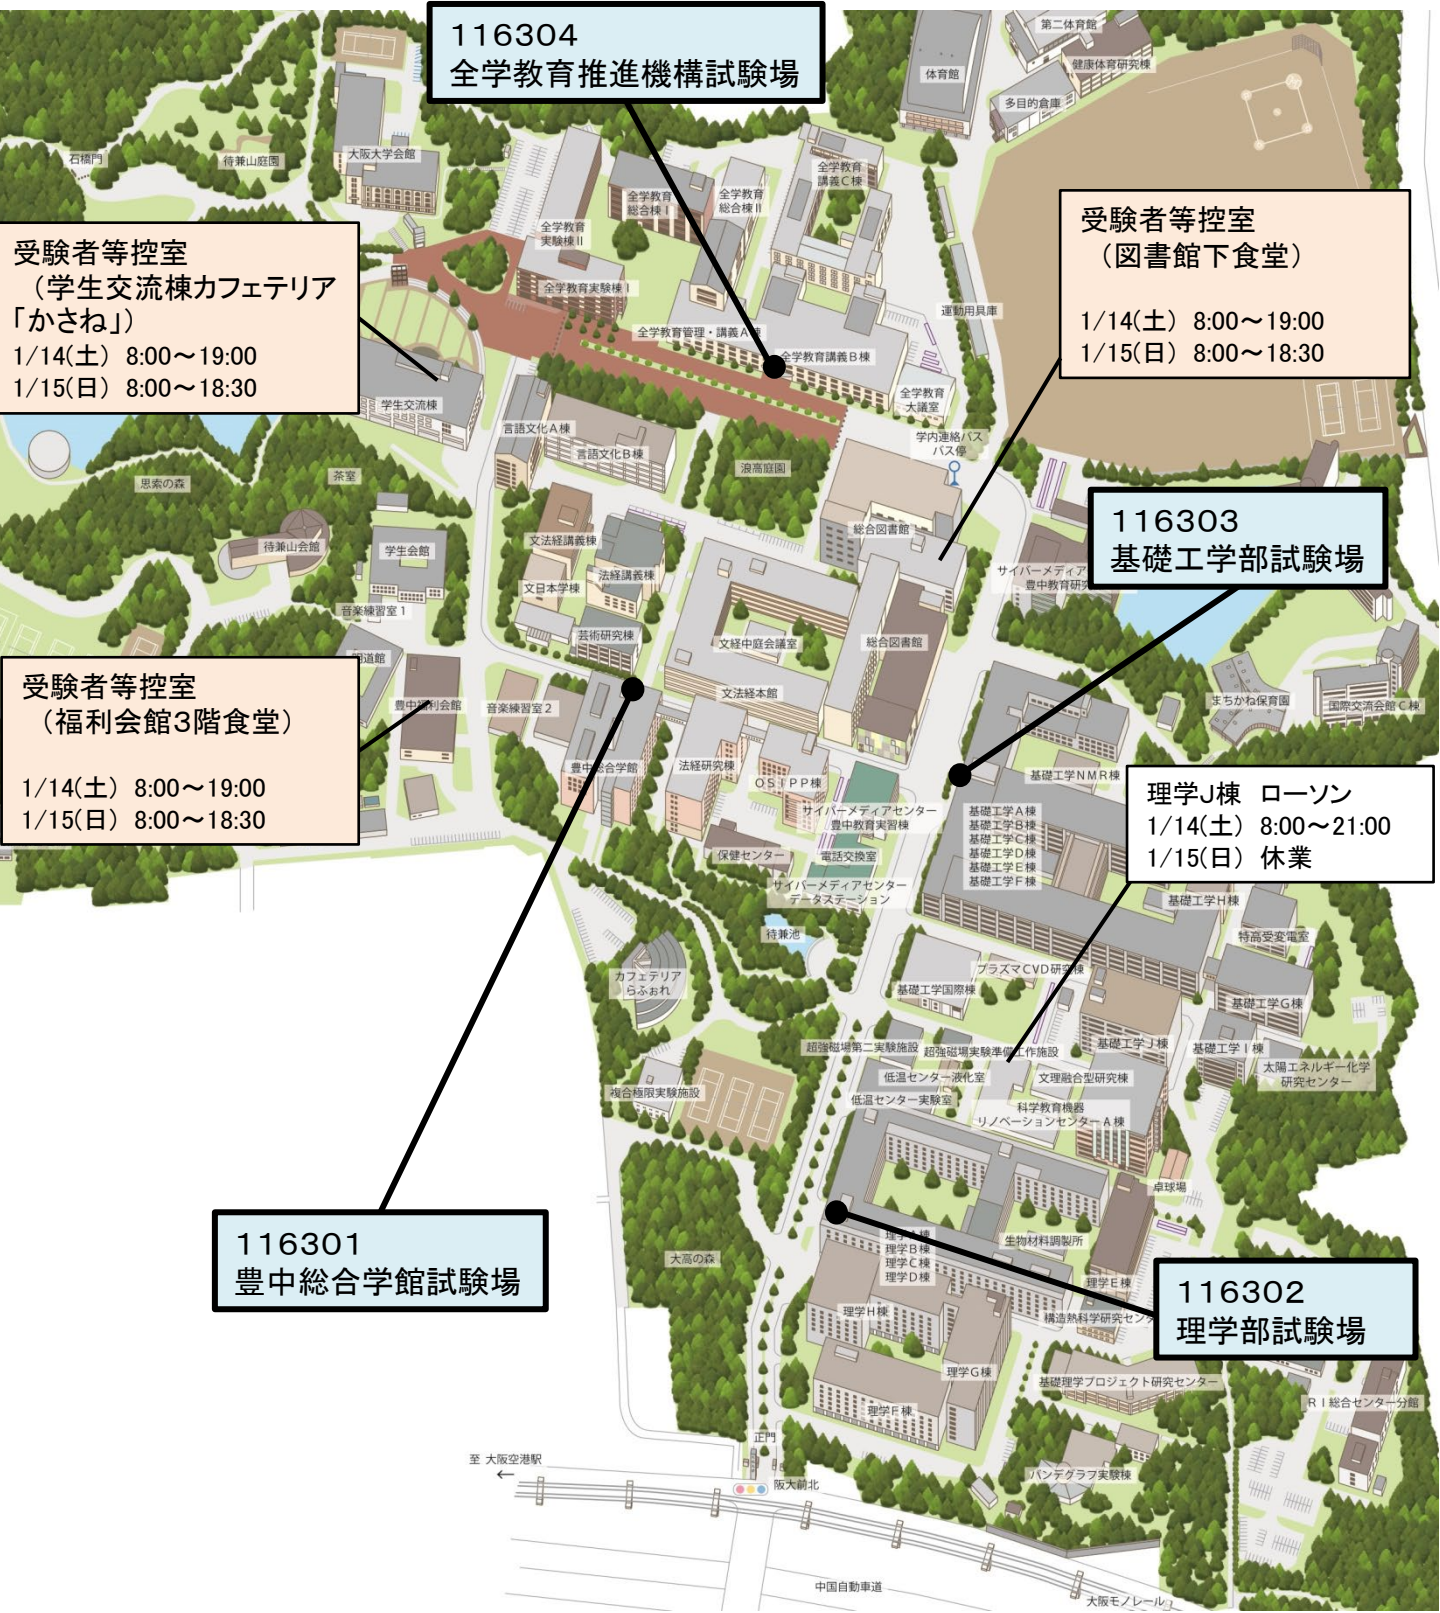 116304
全学教育推進機構試験場
第二体育館
健康体育研究棟
体育館
多目的倉庫
石橋門
待兼山庭園
大阪大学会館
全学教育
講義C棟
全学教育
総合棟Ⅰ
全学教育
総合棟Ⅱ
全学教育
実験棟Ⅱ
全学教育実験棟Ⅰ
受験者等控室
（学生交流棟カフェテリア
「かさね」）
1/14(土) 8:00～19:00
1/15(日) 8:00～18:30
受験者等控室
（図書館下食堂）
1/14(土) 8:00～19:00
1/15(日) 8:00～18:30
運動用具庫
全学教育管理・講義A棟
全学教育講義B棟
全学教育
大講室
学生交流棟
言語文化A棟
言語文化B棟
学内連絡バス
バス停
浪高庭園
思索の森
茶室
待兼山会館
学生会館
文法経講義棟
法経講義棟
文日本学棟
総合図書館
サイバーメディア
豊中教育研究
116303
基礎工学部試験場
音楽練習室1
芸術研究棟
文経中庭会議室
総合図書館
明道館
文法経本館
まちかね保育園
国際交流会館C棟
受験者等控室
（福利会館3階食堂）
1/14(土) 8:00～19:00
1/15(日) 8:00～18:30
豊中福利会館
音楽練習室2
豊中総合学館
法経研究棟
OSIPP棟
基礎工学NMR棟
理学J棟 ローソン
1/14(土) 8:00～21:00
1/15(日) 休業
サイバーメディアセンター
豊中教育実習棟
基礎工学A棟
基礎工学B棟
基礎工学C棟
基礎工学D棟
基礎工学E棟
基礎工学F棟
保健センター
電話交換室
サイバーメディアセンター
データステーション
基礎工学H棟
特高受変電室
待兼池
カフェテリア
らふぉれ
プラズマCVD研究棟
基礎工学国際棟
基礎工学G棟
超強磁場第二実験施設
超強磁場実験準備工作施設
基礎工学J棟
基礎工学I棟
太陽エネルギー化学
研究センター
低温センター液化室
文理融合型研究棟
複合極限実験施設
低温センター実験室
科学教育機器
リノベーションセンターA棟
卓球場
116301
豊中総合学館試験場
大高の森
理学A棟
理学B棟
理学C棟
理学D棟
生物材料調製所
理学E棟
構造熱科学研究センタ
116302
理学部試験場
理学H棟
理学G棟
基礎理学プロジェクト研究センター
RI総合センター分館
理学F棟
正門
バンデグラフ実験棟
至 大阪空港駅
←
阪大前北
中国自動車道
大阪モノレール